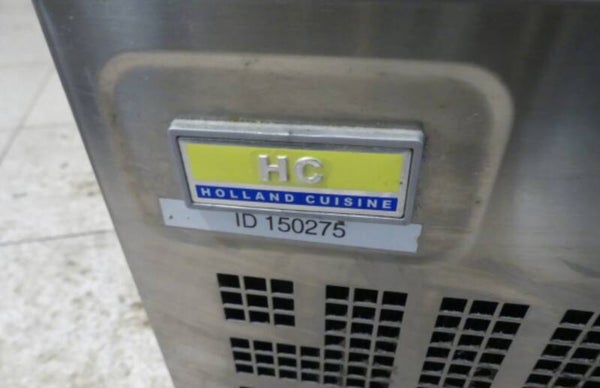 HC
HOLLAND CUISINE
ID 150275